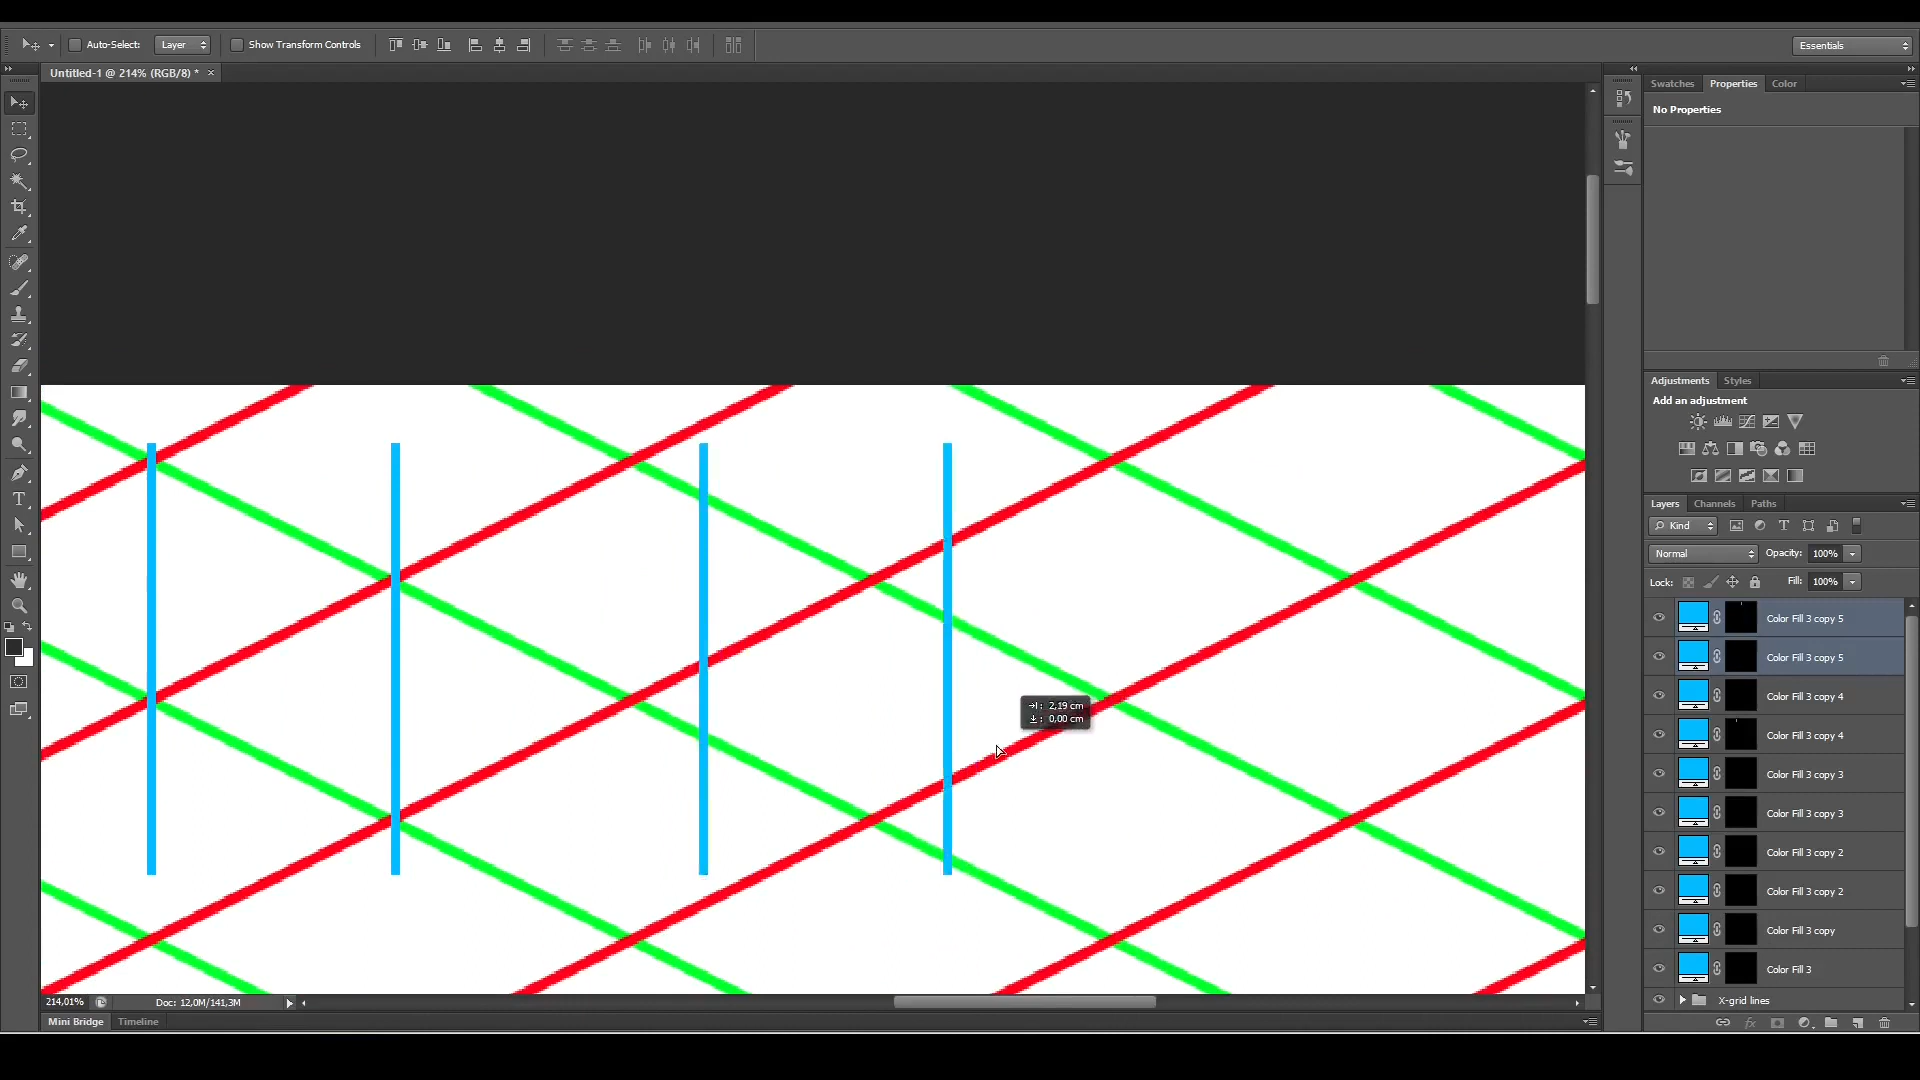 Auto-Select:
Layer
Show Transform Controls
Essentials
Untitled-1 @ 214% (RGB/8) * ×
Swatches
Properties
Color
No Properties
Adjustments
Styles
Add an adjustment
Layers
Channels
Paths
Kind
Normal
Opacity: 100%
Lock:
Fill: 100%
Color Fill 3 copy 5
Color Fill 3 copy 5
Color Fill 3 copy 4
Color Fill 3 copy 4
Color Fill 3 copy 3
Color Fill 3 copy 3
Color Fill 3 copy 2
Color Fill 3 copy 2
Color Fill 3 copy
Color Fill 3
X-grid lines
fx
: 2,19 cm
: 0,00 cm
214,01%
Doc: 12,0M/141,3M
Mini Bridge
Timeline